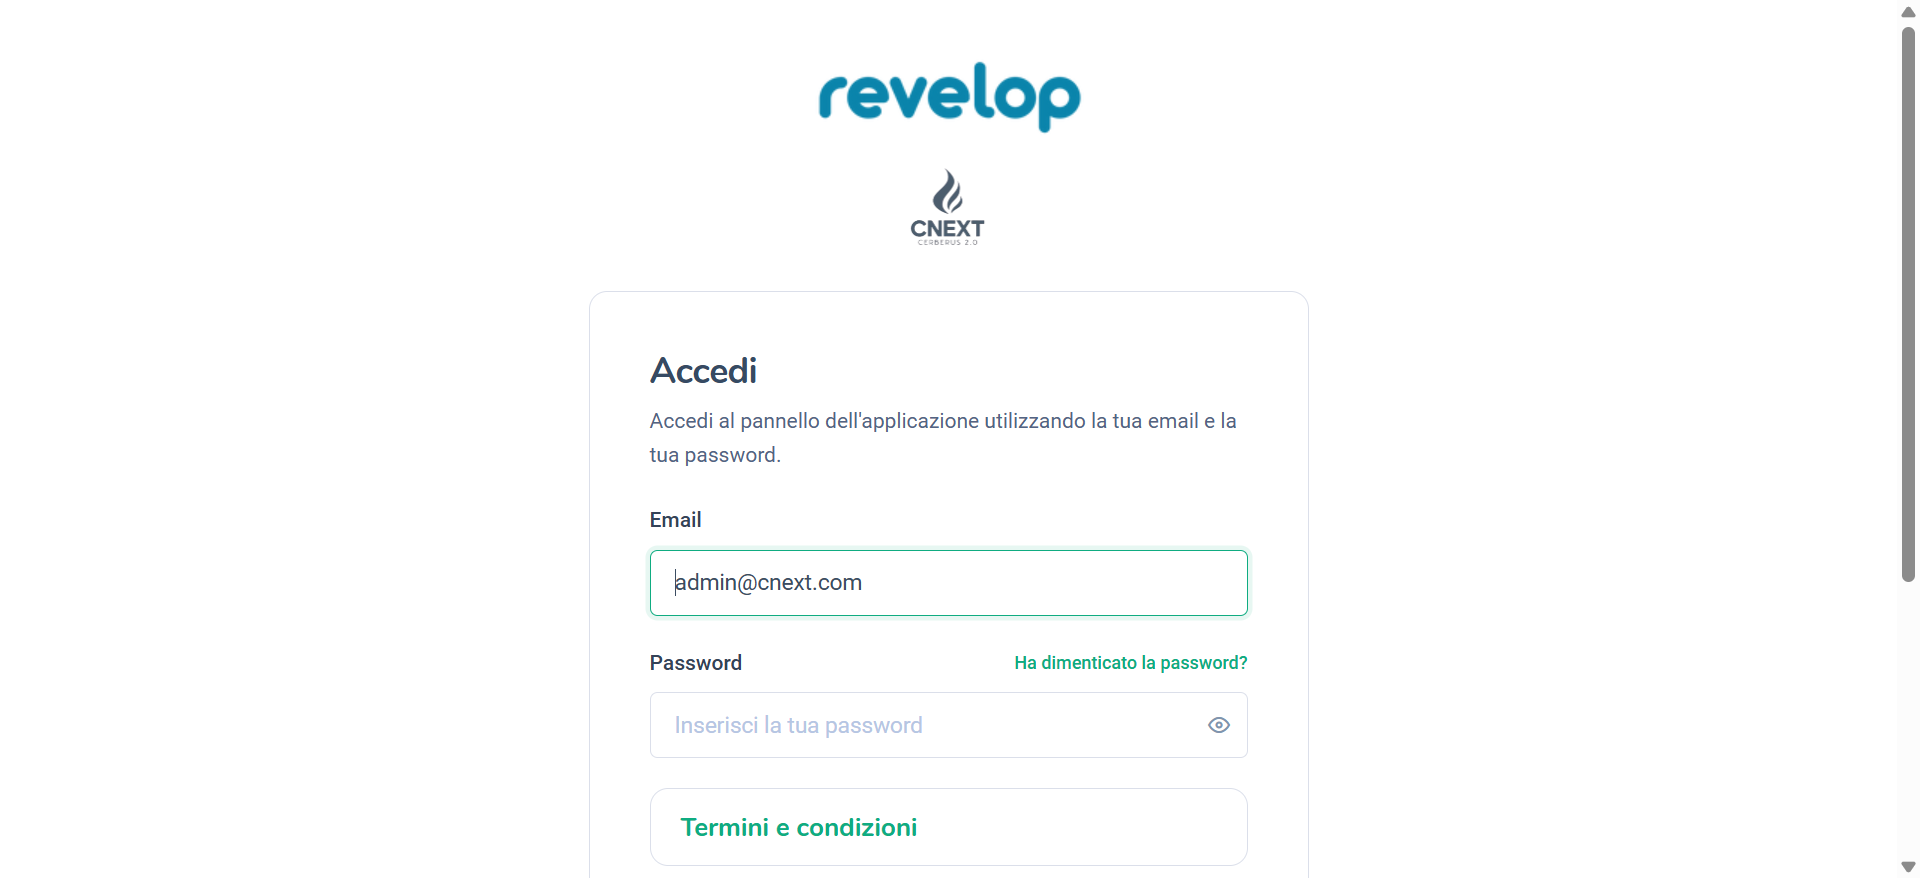 revelop
CNEXT
CERBERUS 2.0
Accedi
Accedi al pannello dell'applicazione utilizzando la tua email e la
tua password.
Email
admin@cnext.com
Password
Ha dimenticato la password?
Inserisci la tua password
Termini e condizioni